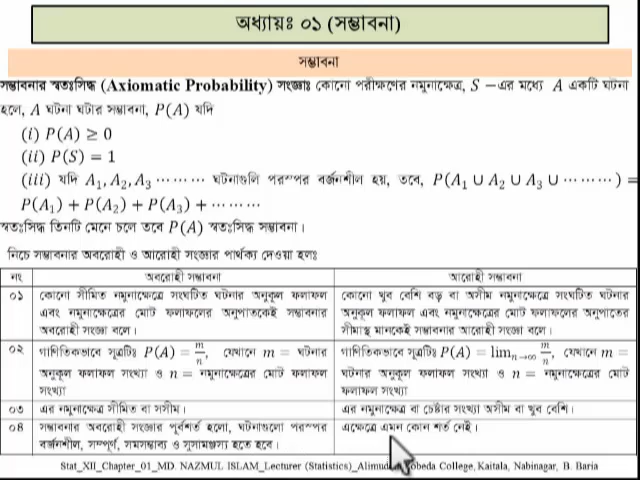 অধ্যায়ঃ ০১ (সম্ভাবনা)
সম্ভাবনা
সম্ভাবনার স্বতঃসিদ্ধ (Axiomatic Probability) সংজ্ঞাঃ কোনো পরীক্ষণের নমুনাক্ষেত্র, S −এর মধ্যে A একটি ঘটনা
হলে, A ঘটনা ঘটার সম্ভাবনা, P(A) যদি
(i) P(A) ≥ 0
(ii) P(S) = 1
(iii) যদি A₁, A₂, A₃ ⋯⋯⋯ ঘটনাগুলি পরস্পর বর্জনশীল হয়, তবে, P(A₁ ∪ A₂ ∪ A₃ ∪ ⋯⋯⋯) =
P(A₁) + P(A₂) + P(A₃) + ⋯⋯⋯
স্বতঃসিদ্ধ তিনটি মেনে চলে তবে P(A) স্বতঃসিদ্ধ সম্ভাবনা।
নিচে সম্ভাবনার অবরোহী ও আরোহী সংজ্ঞার পার্থক্য দেওয়া হলঃ
নং অবরোহী সম্ভাবনা আরোহী সম্ভাবনা
০১ কোনো সীমিত নমুনাক্ষেত্রে সংঘটিত ঘটনার অনুকূল ফলাফল
এবং নমুনাক্ষেত্রের মোট ফলাফলের অনুপাতকেই সম্ভাবনার
অবরোহী সংজ্ঞা বলে।
কোনো খুব বেশি বড় বা অসীম নমুনাক্ষেত্রে সংঘটিত ঘটনার
অনুকূল ফলাফল এবং নমুনাক্ষেত্রের মোট ফলাফলের অনুপাতের
সীমাস্থ মানকেই সম্ভাবনার আরোহী সংজ্ঞা বলে।
০২ গাণিতিকভাবে সূত্রটিঃ P(A) = m/n, যেখানে m = ঘটনার
অনুকূল ফলাফল সংখ্যা ও n = নমুনাক্ষেত্রের মোট ফলাফল
সংখ্যা
গাণিতিকভাবে সূত্রটিঃ P(A) = limₙ→∞ m/n, যেখানে m =
ঘটনার অনুকূল ফলাফল সংখ্যা ও n = নমুনাক্ষেত্রের মোট
ফলাফল সংখ্যা
০৩ এর নমুনাক্ষেত্র সীমিত বা সসীম। এর নমুনাক্ষেত্র বা চেষ্টার সংখ্যা অসীম বা খুব বেশি।
০৪ সম্ভাবনার অবরোহী সংজ্ঞার পূর্বশর্ত হলো, ঘটনাগুলো পরস্পর
বর্জনশীল, সম্পূর্ণ, সমসম্ভাব্য ও সুসামঞ্জস্য হতে হবে।
এক্ষেত্রে এমন কোন শর্ত নেই।
Stat_XII_Chapter_01_MD. NAZMUL ISLAM_Lecturer (Statistics)_Alimuddin Zobeda College, Kaitala, Nabinagar, B. Baria